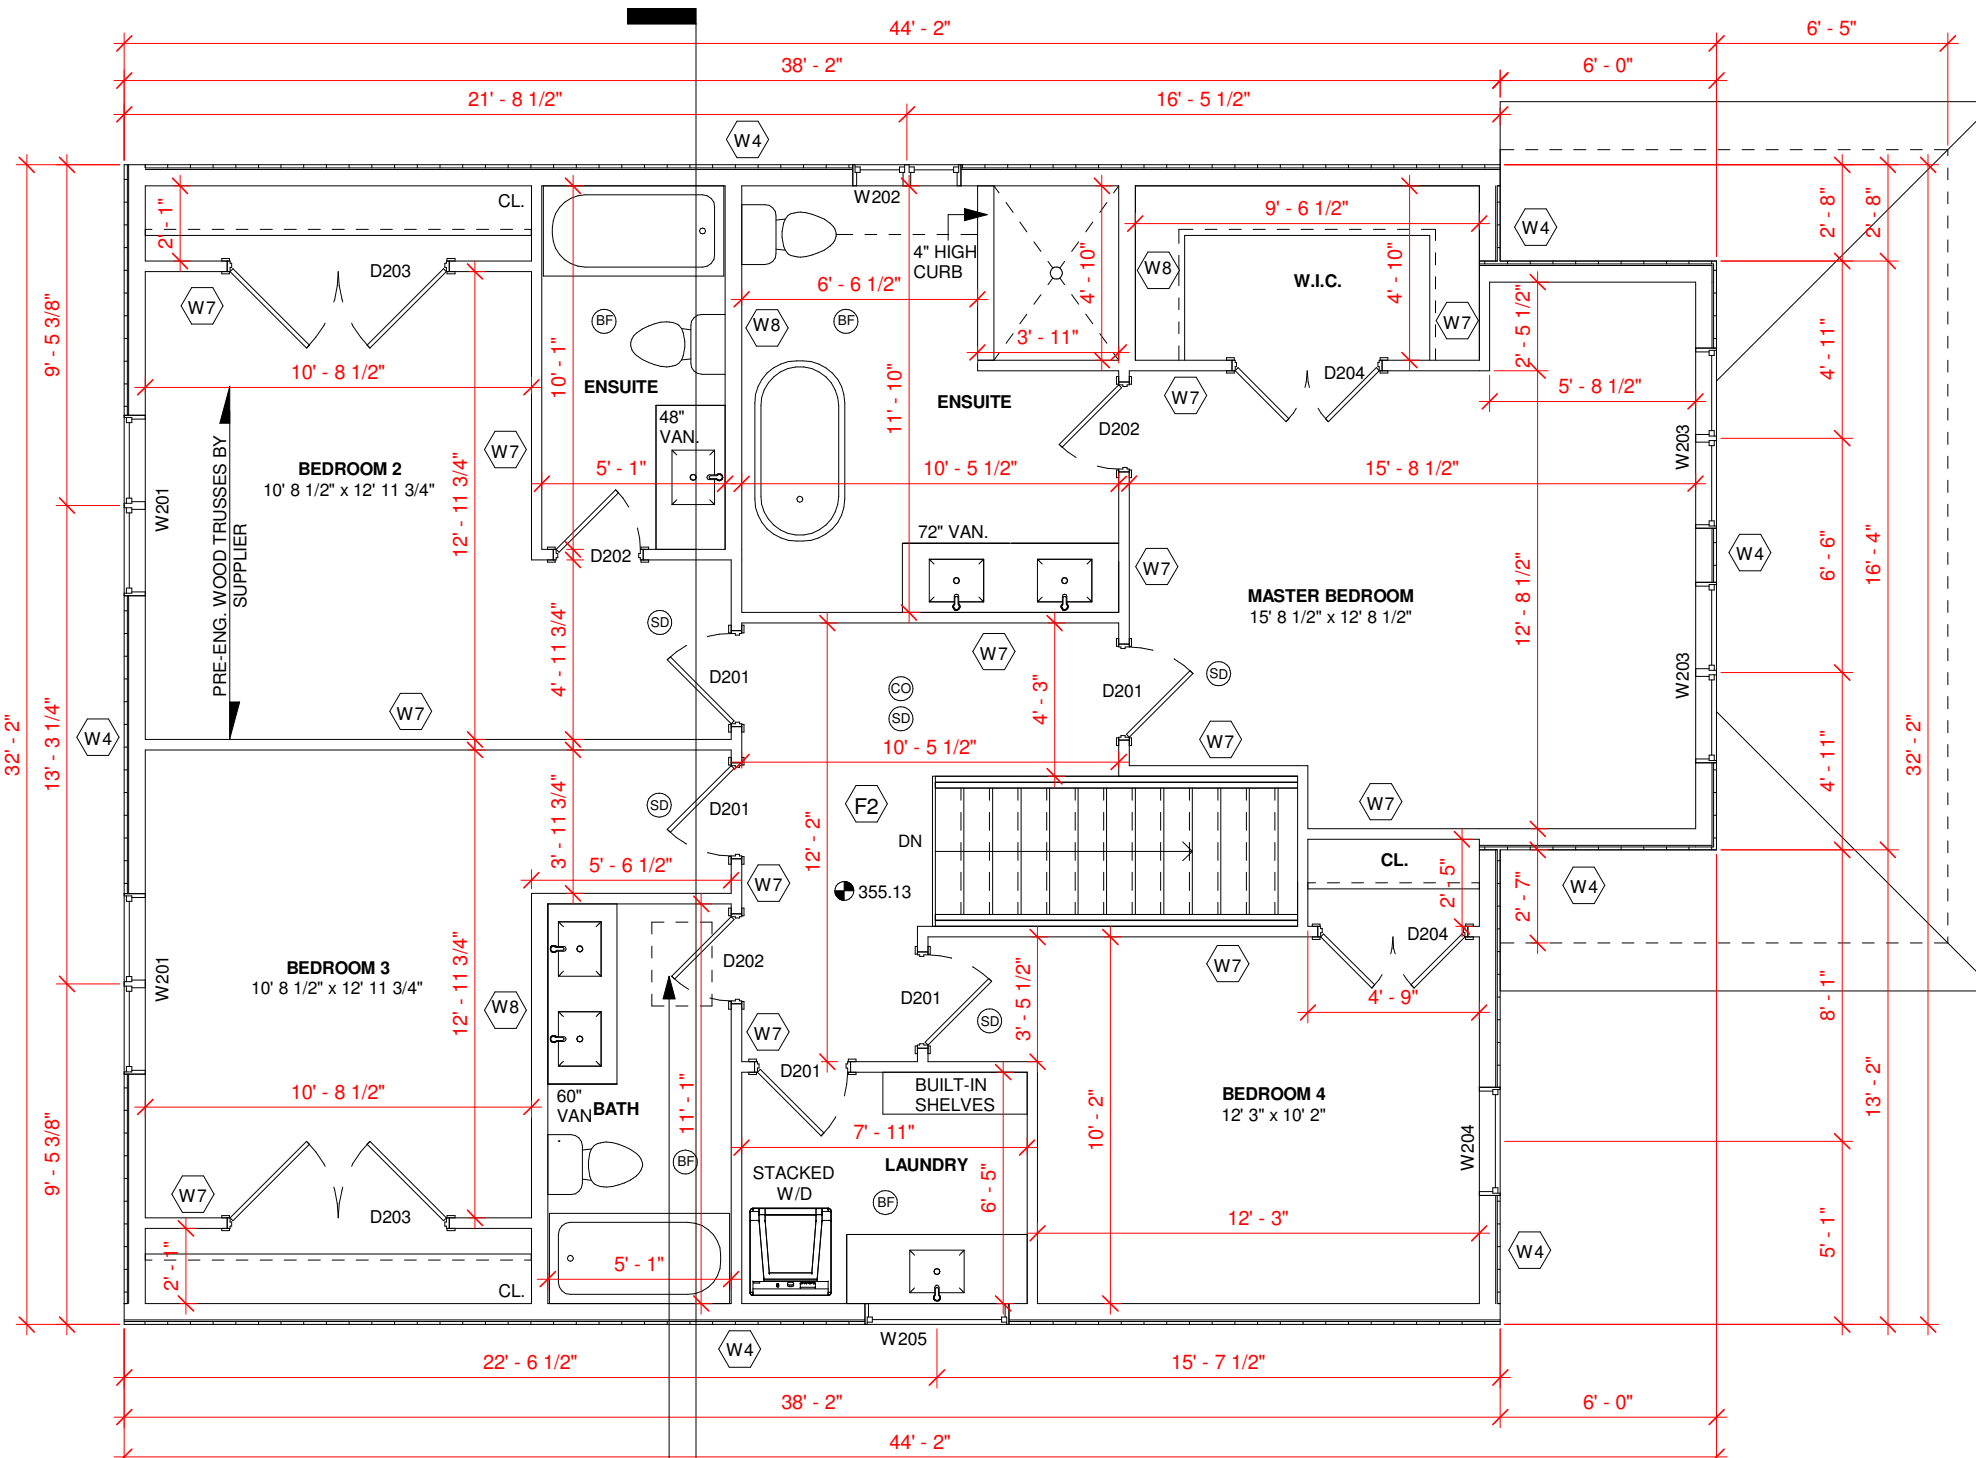 44' - 2"
6' - 5"
38' - 2"
6' - 0"
21' - 8 1/2"
16' - 5 1/2"
W4
W202
CL.
2' - 1"
D203
W7
10' - 8 1/2"
BEDROOM 2
10' 8 1/2" x 12' 11 3/4"
PRE-ENG. WOOD TRUSSES BY
SUPPLIER
W201
W7
12' - 11 3/4"
W7
BF
10' - 1"
ENSUITE
48"
VAN.
5' - 1"
D202
4' - 11 3/4"
SD
D201
4" HIGH
CURB
6' - 6 1/2"
W8
BF
3' - 11"
4' - 10"
11' - 10"
ENSUITE
D202
10' - 5 1/2"
72" VAN.
W7
9' - 6 1/2"
W8
W.I.C.
4' - 10"
W7
W4
D204
W7
2' - 5 1/2"
5' - 8 1/2"
15' - 8 1/2"
W203
W7
MASTER BEDROOM
15' 8 1/2" x 12' 8 1/2"
12' - 8 1/2"
W203
W4
SD
D201
W7
W7
2' - 8"
2' - 8"
4' - 11"
6' - 6"
16' - 4"
4' - 11"
32' - 2"
9' - 5 3/8"
32' - 2"
13' - 3 1/4"
W4
9' - 5 3/8"
CO
SD
4' - 3"
10' - 5 1/2"
SD
D201
3' - 11 3/4"
5' - 6 1/2"
W7
12' - 2"
F2
DN
355.13
CL.
2' - 5"
W4
2' - 7"
D204
W7
4' - 9"
W201
BEDROOM 3
10' 8 1/2" x 12' 11 3/4"
12' - 11 3/4"
W8
10' - 8 1/2"
W7
D203
2' - 1"
CL.
D202
W7
60"
VAN
BATH
11' - 1"
BF
5' - 1"
D201
D201
SD
3' - 5 1/2"
BUILT-IN
SHELVES
7' - 11"
LAUNDRY
STACKED
W/D
BF
6' - 5"
10' - 2"
BEDROOM 4
12' 3" x 10' 2"
12' - 3"
W204
W4
8' - 1"
13' - 2"
5' - 1"
W4
W205
22' - 6 1/2"
15' - 7 1/2"
38' - 2"
6' - 0"
44' - 2"